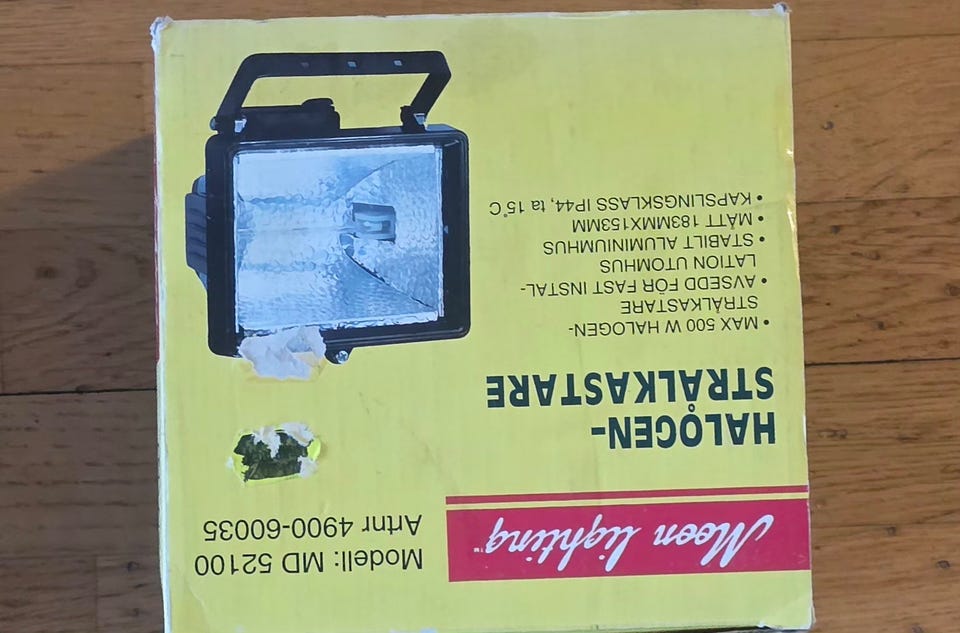 Moon lighting™
Modell: MD 52100
Artnr 4900-60035
HALOGEN-
STRÅLKASTARE
• MAX 500 W HALOGEN-
STRÅLKASTARE
• AVSEDD FÖR FAST INSTAL-
LATION UTOMHUS
• STABILT ALUMINIUMHUS
• MÅTT 183MMX153MM
• KAPSLINGSKLASS IP44, ta 15°C